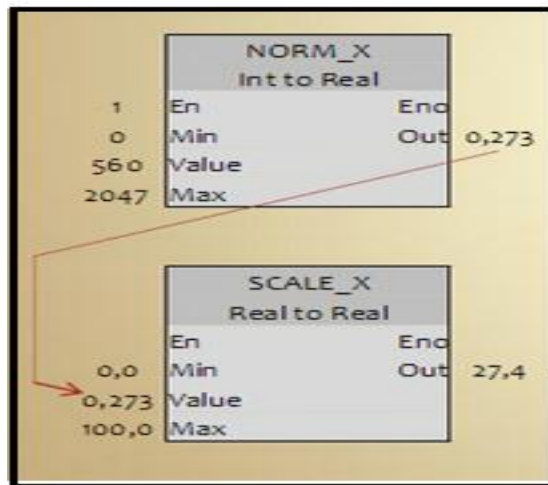 NORM_X
Int to Real
1 En Eno
0 Min Out 0,273
560 Value
2047 Max
SCALE_X
Real to Real
En Eno
0,0 Min Out 27,4
0,273 Value
100,0 Max